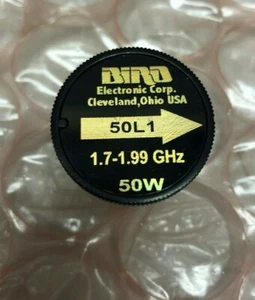 BIRD
Electronic Corp.
Cleveland,Ohio USA
50L1
1.7-1.99 GHz
50W